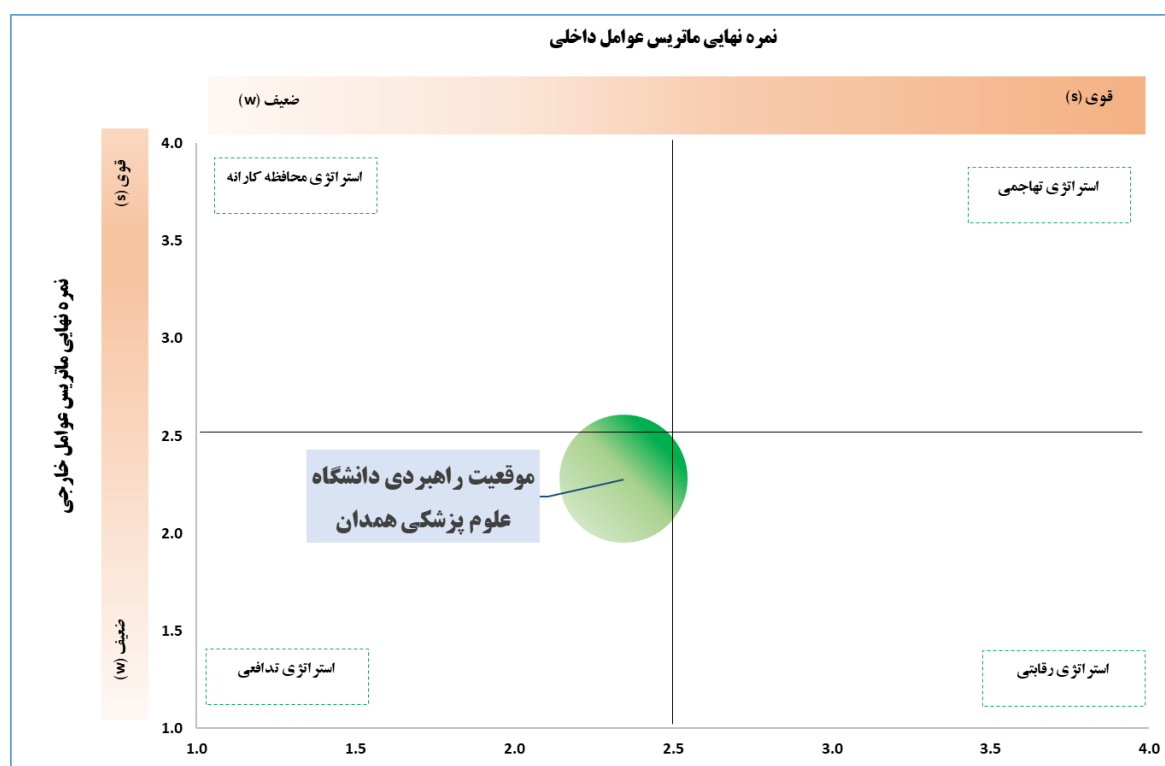 نمره نهایی ماتریس عوامل داخلی
قوی (s)
ضعیف (w)
قوی (s)
ضعیف (w)
نمره نهایی ماتریس عوامل خارجی
استراتژی تهاجمی
استراتژی محافظه کارانه
موقعیت راهبردی دانشگاه
علوم پزشکی همدان
استراتژی رقابتی
استراتژی تدافعی
4.0
3.5
3.0
2.5
2.0
1.5
1.0
1.0 1.5 2.0 2.5 3.0 3.5 4.0